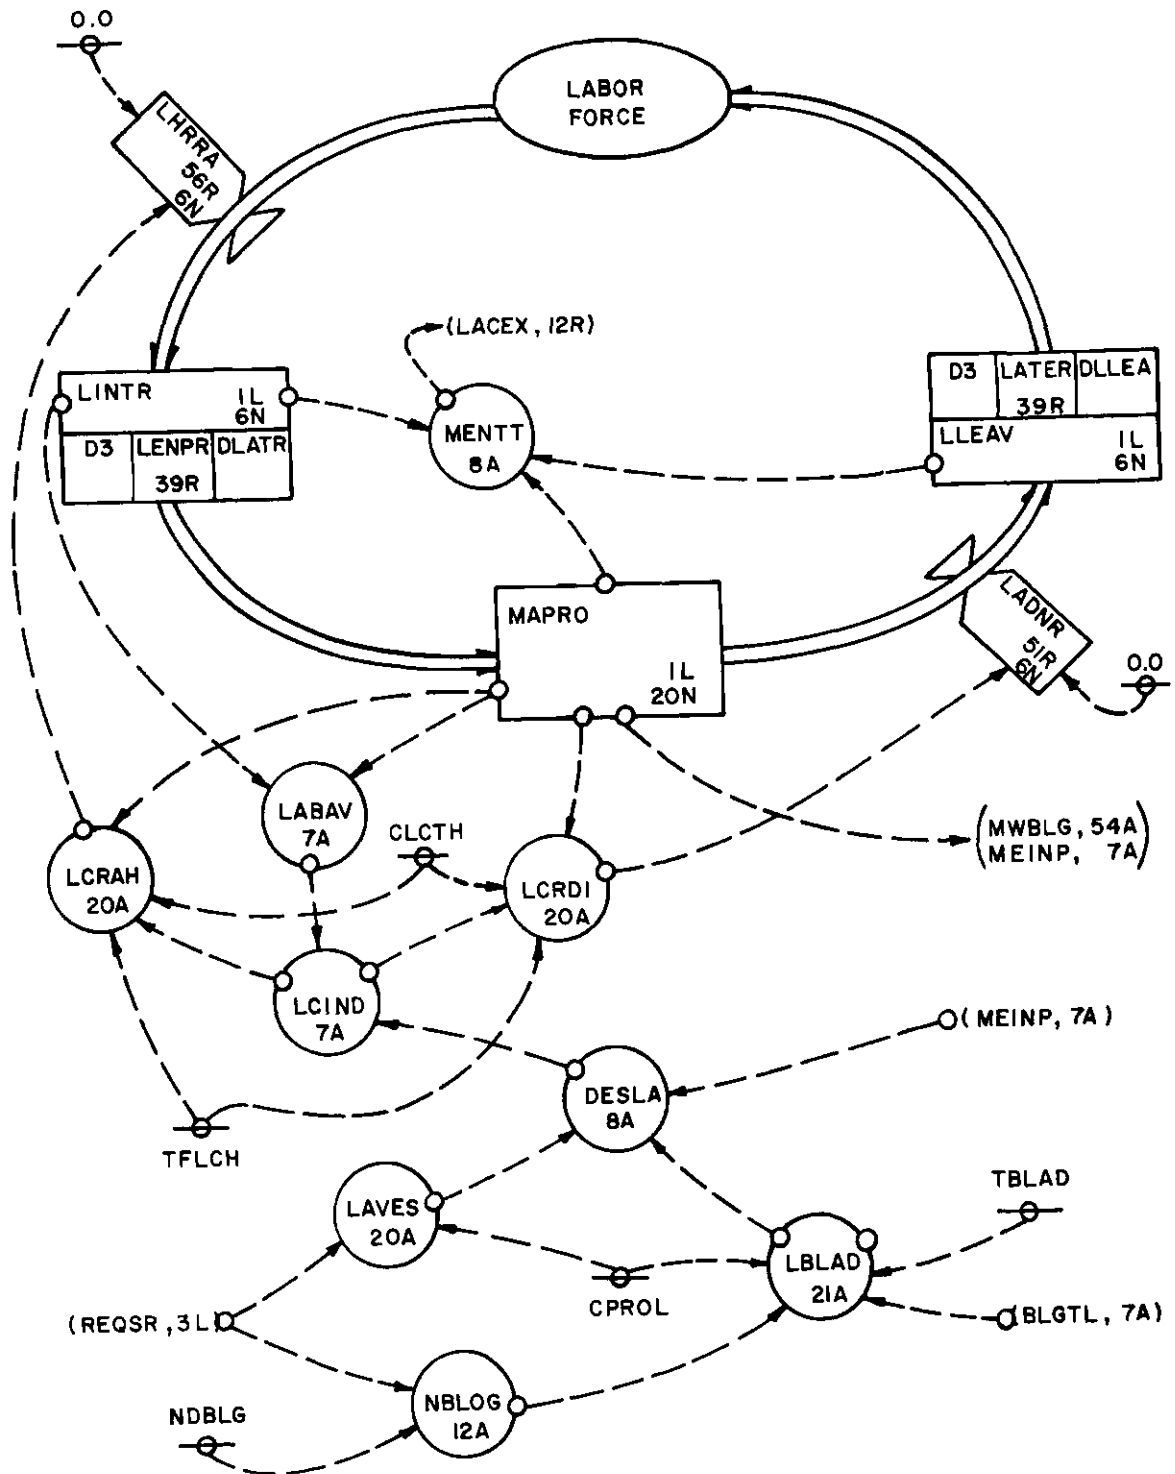 0.0
LABOR
FORCE
LHRRA
56R
6N
(LACEX, 12R)
LINTR
1L
6N
D3
LENPR
DLATR
39R
MENTT
8A
D3
LATER
DLLEA
39R
LLEAV
1L
6N
MAPRO
1L
20N
LADNR
51R
6N
0.0
LABAV
7A
CLCTH
(MWBLG, 54A
MEINP, 7A)
LCRAH
20A
LCRDI
20A
LCIND
7A
(MEINP, 7A)
DESLA
8A
TFLCH
TBLAD
LAVES
20A
LBLAD
21A
CPROL
(REQSR, 3L)
(BLGTL, 7A)
NBLOG
12A
NDBLG